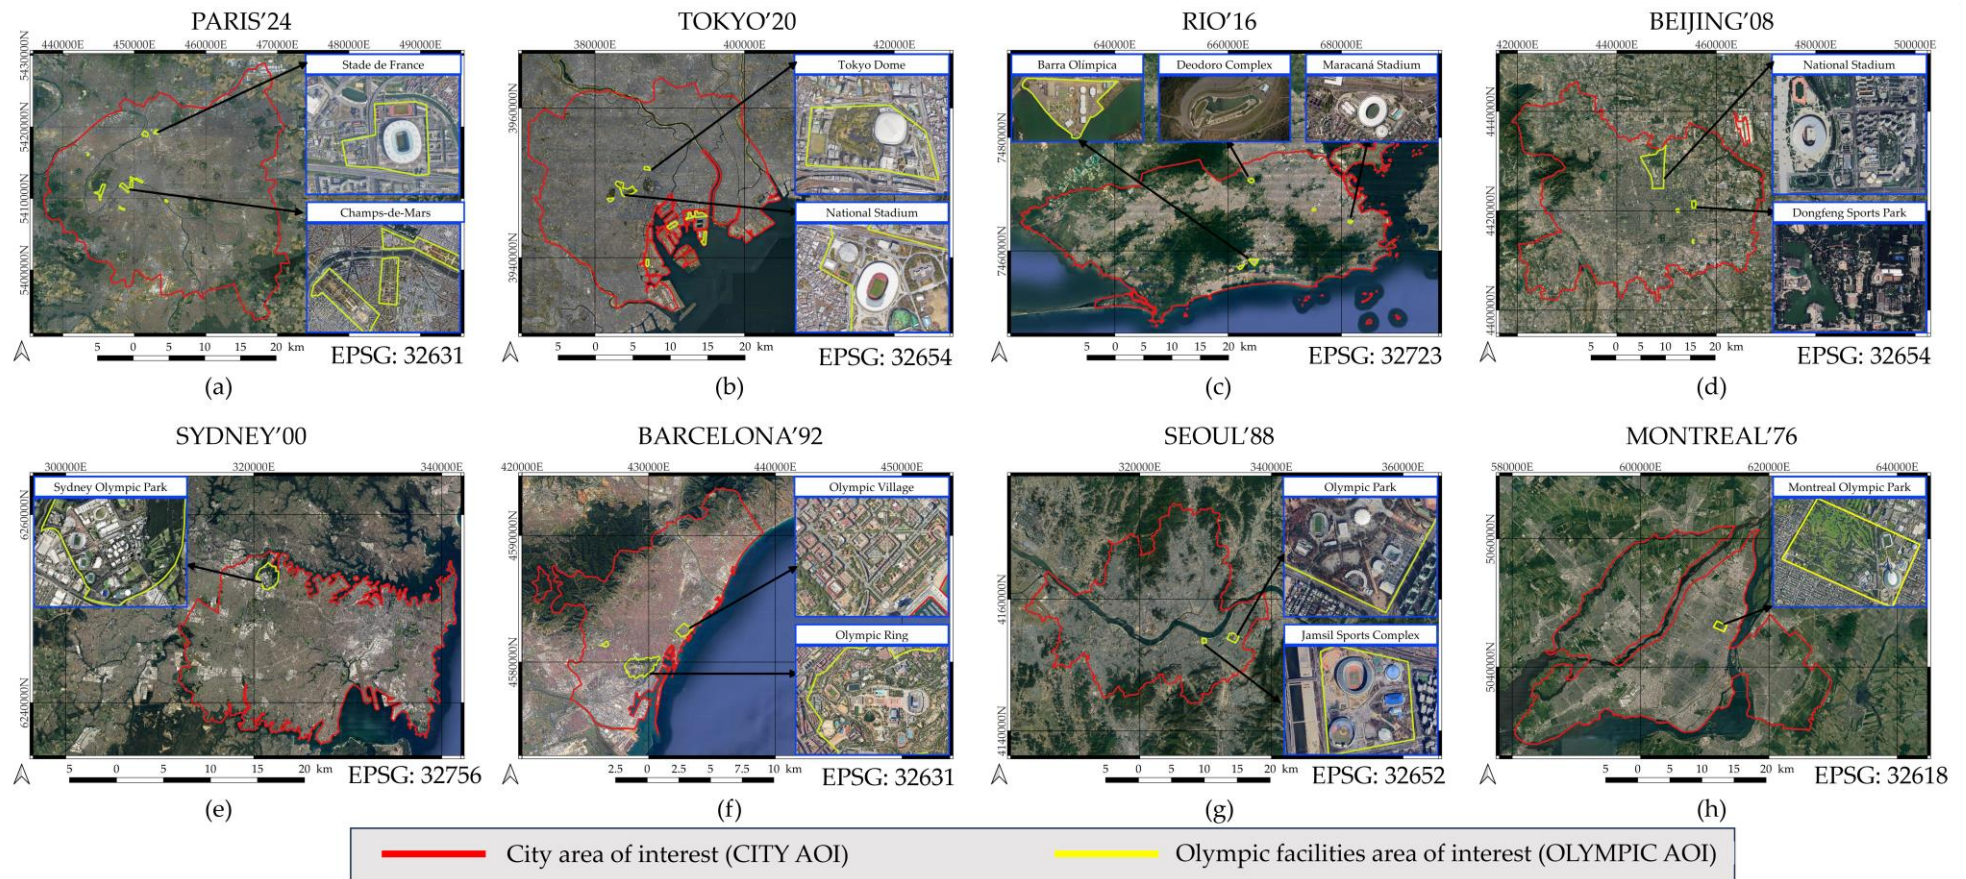 PARIS'24
440000E 450000E 460000E 470000E 480000E 490000E
5430000N
5420000N
5410000N
5400000N
Stade de France
Champs-de-Mars
5 0 5 10 15 20 km
EPSG: 32631
(a)
TOKYO'20
380000E 400000E 420000E
3960000N
3940000N
Tokyo Dome
National Stadium
5 0 5 10 15 20 km
EPSG: 32654
(b)
RIO'16
640000E 660000E 680000E
7480000N
7460000N
Barra Olímpica
Deodoro Complex
Maracaná Stadium
5 0 5 10 15 20 km
EPSG: 32723
(c)
BEIJING'08
420000E 440000E 460000E 480000E 500000E
4440000N
4420000N
4400000N
National Stadium
Dongfeng Sports Park
5 0 5 10 15 20 km
EPSG: 32654
(d)
SYDNEY'00
300000E 320000E 340000E
6260000N
6240000N
Sydney Olympic Park
5 0 5 10 15 20 km
EPSG: 32756
(e)
BARCELONA'92
420000E 430000E 440000E 450000E
4590000N
4580000N
Olympic Village
Olympic Ring
2.5 0 2.5 5 7.5 10 km
EPSG: 32631
(f)
SEOUL'88
320000E 340000E 360000E
4160000N
4140000N
Olympic Park
Jamsil Sports Complex
5 0 5 10 15 20 km
EPSG: 32652
(g)
MONTREAL'76
580000E 600000E 620000E 640000E
5060000N
5040000N
Montreal Olympic Park
5 0 5 10 15 20 km
EPSG: 32618
(h)
City area of interest (CITY AOI)
Olympic facilities area of interest (OLYMPIC AOI)